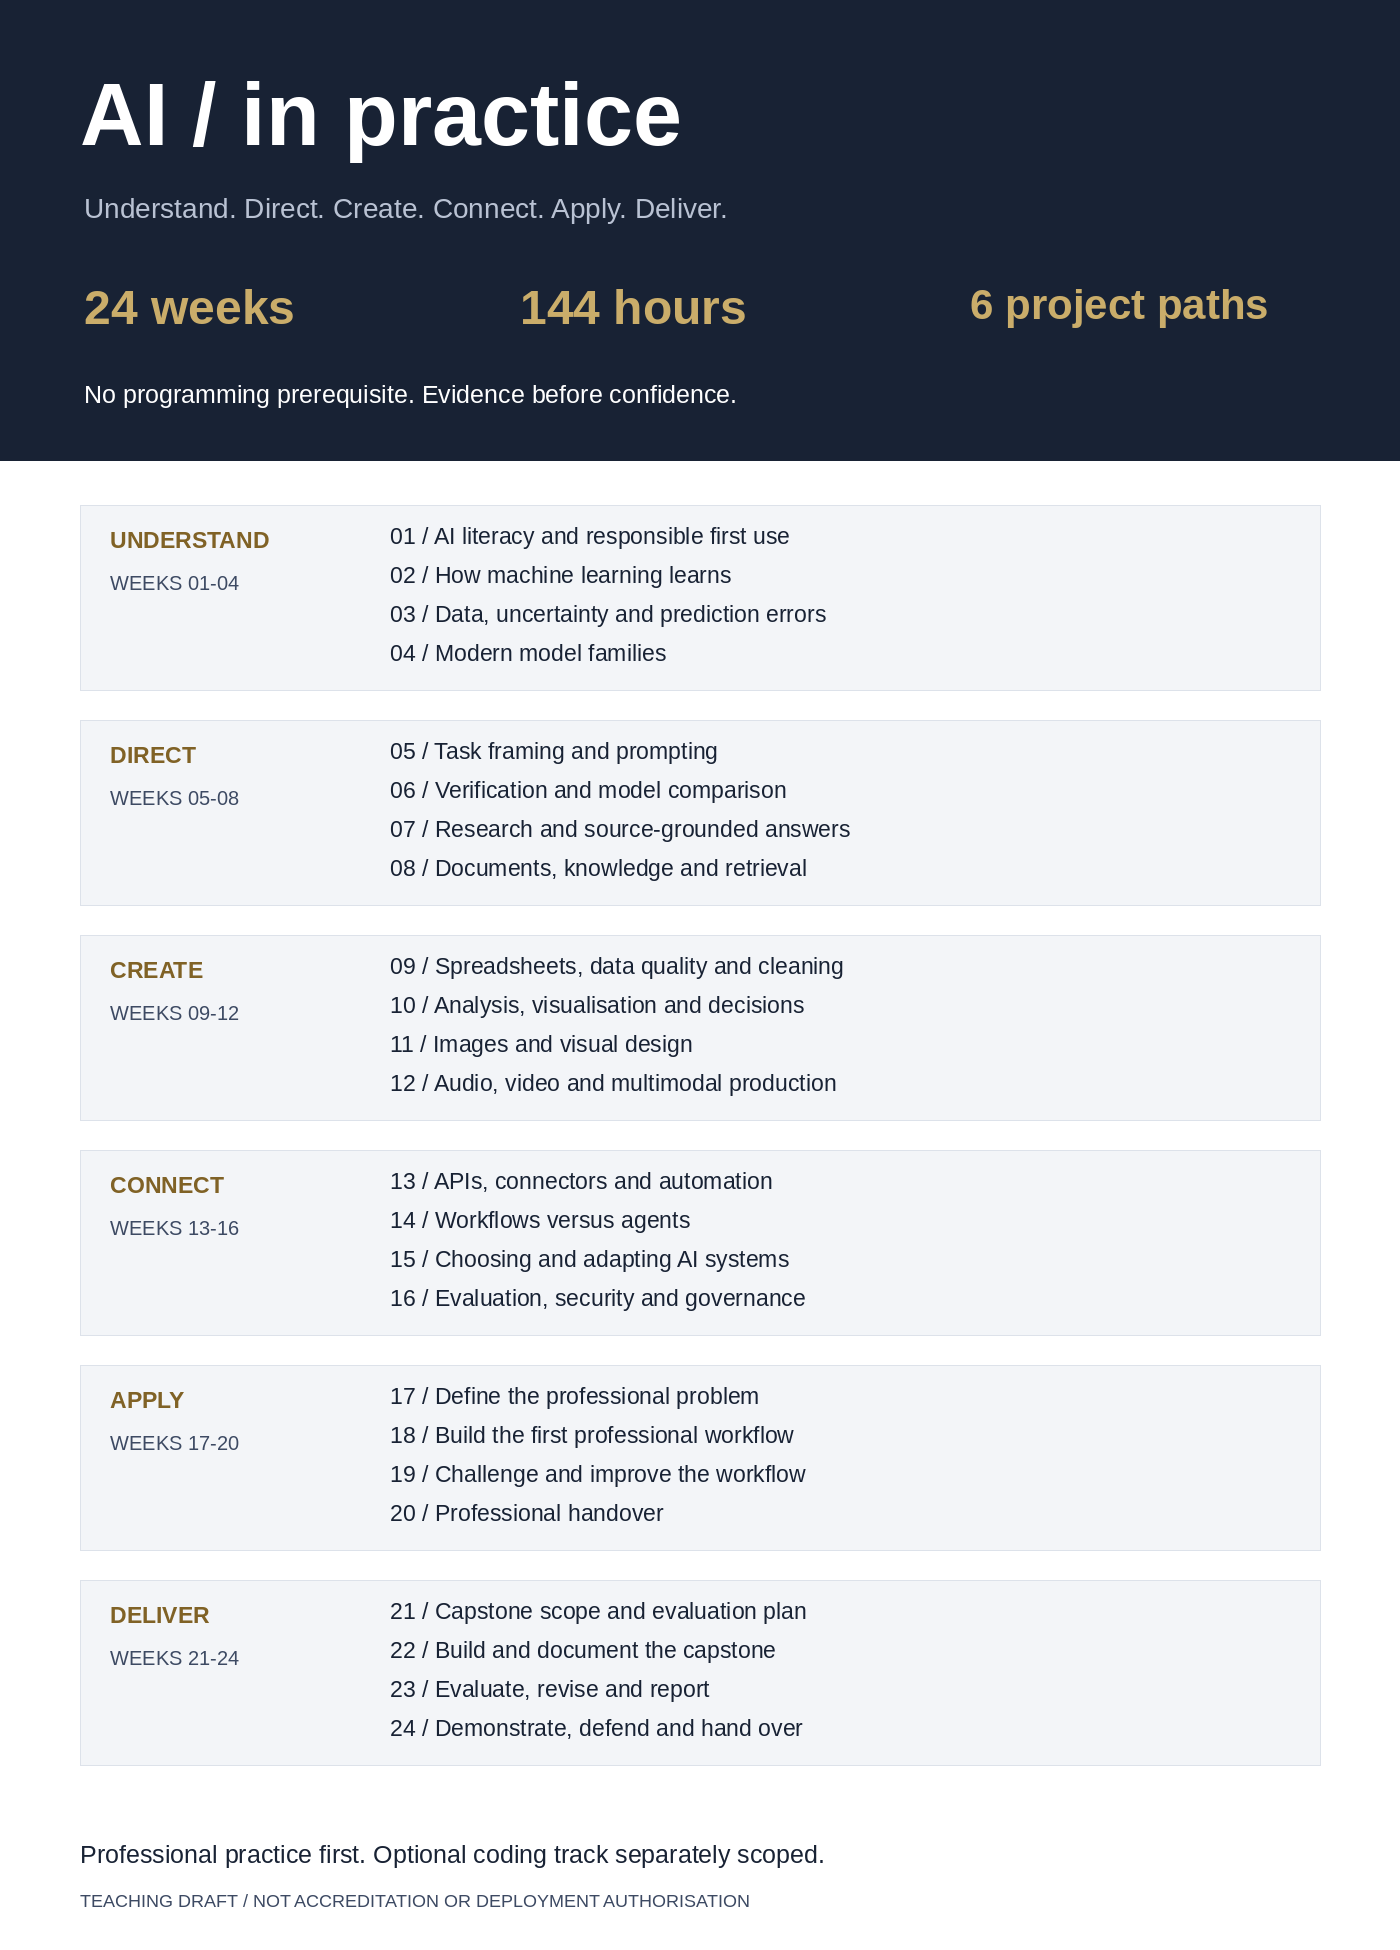 AI / in practice
Understand. Direct. Create. Connect. Apply. Deliver.
24 weeks
144 hours
6 project paths
No programming prerequisite. Evidence before confidence.
UNDERSTAND
WEEKS 01-04
01 / AI literacy and responsible first use
02 / How machine learning learns
03 / Data, uncertainty and prediction errors
04 / Modern model families
DIRECT
WEEKS 05-08
05 / Task framing and prompting
06 / Verification and model comparison
07 / Research and source-grounded answers
08 / Documents, knowledge and retrieval
CREATE
WEEKS 09-12
09 / Spreadsheets, data quality and cleaning
10 / Analysis, visualisation and decisions
11 / Images and visual design
12 / Audio, video and multimodal production
CONNECT
WEEKS 13-16
13 / APIs, connectors and automation
14 / Workflows versus agents
15 / Choosing and adapting AI systems
16 / Evaluation, security and governance
APPLY
WEEKS 17-20
17 / Define the professional problem
18 / Build the first professional workflow
19 / Challenge and improve the workflow
20 / Professional handover
DELIVER
WEEKS 21-24
21 / Capstone scope and evaluation plan
22 / Build and document the capstone
23 / Evaluate, revise and report
24 / Demonstrate, defend and hand over
Professional practice first. Optional coding track separately scoped.
TEACHING DRAFT / NOT ACCREDITATION OR DEPLOYMENT AUTHORISATION